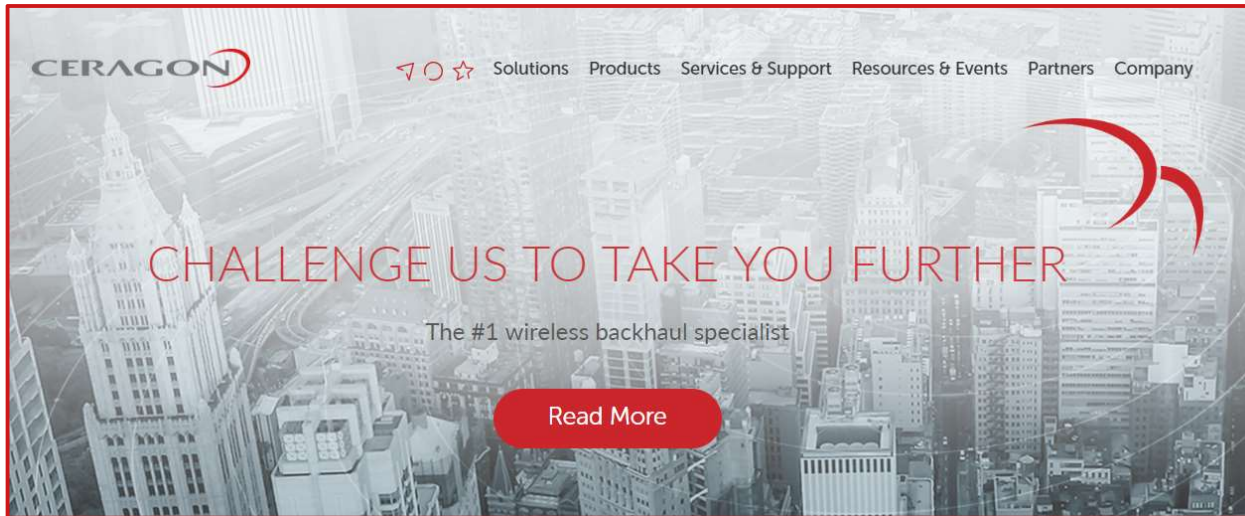 CERAGON
Solutions Products Services & Support Resources & Events Partners Company
CHALLENGE US TO TAKE YOU FURTHER
The #1 wireless backhaul specialist
Read More